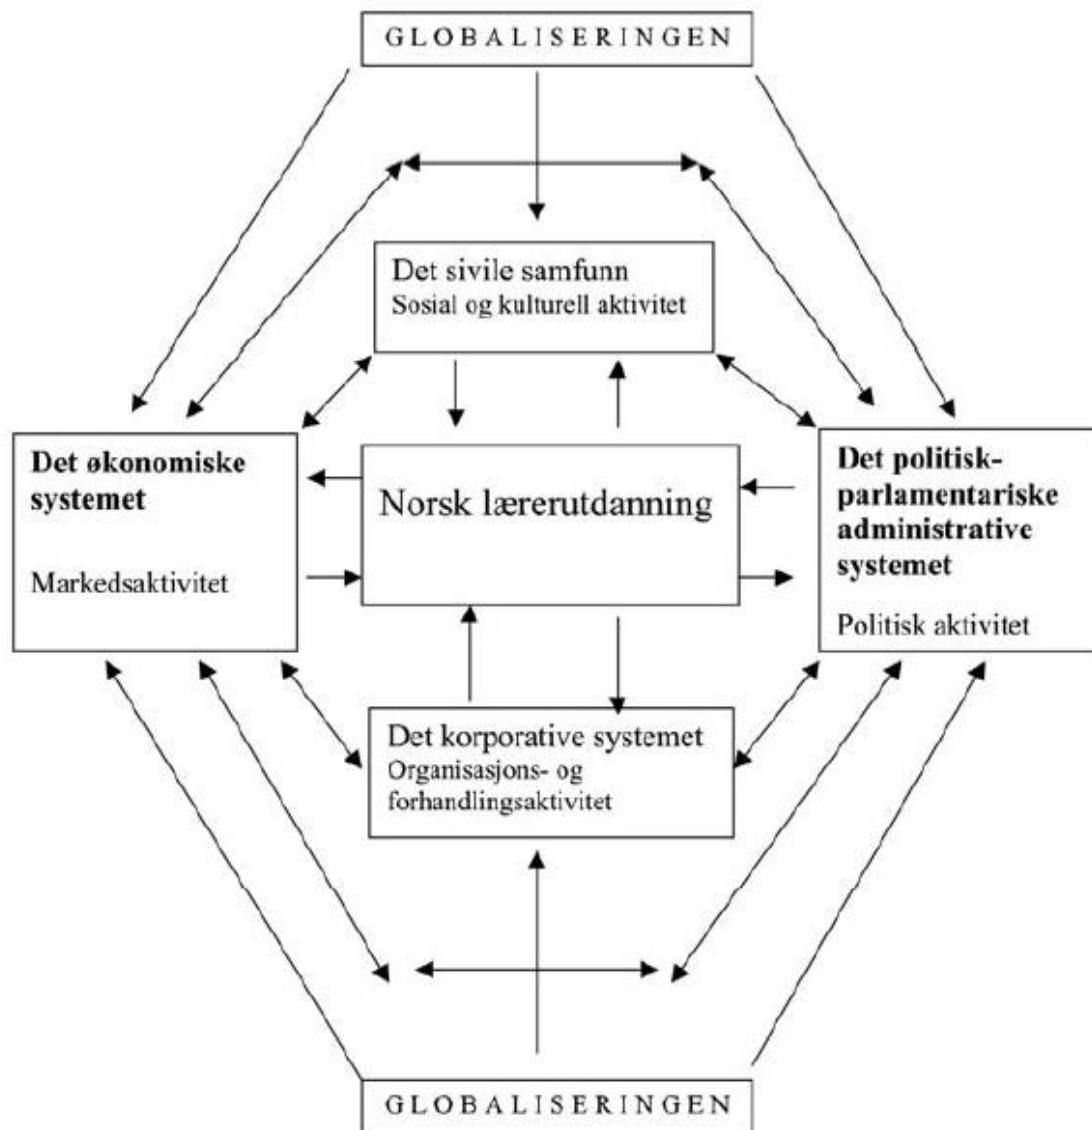 GLOBALISERINGEN
Det sivile samfunn
Sosial og kulturell aktivitet
Det økonomiske
systemet
Markedsaktivitet
Norsk lærerutdanning
Det politisk-
parlamentariske
administrative
systemet
Politisk aktivitet
Det korporative systemet
Organisasjons- og
forhandlingsaktivitet
GLOBALISERINGEN